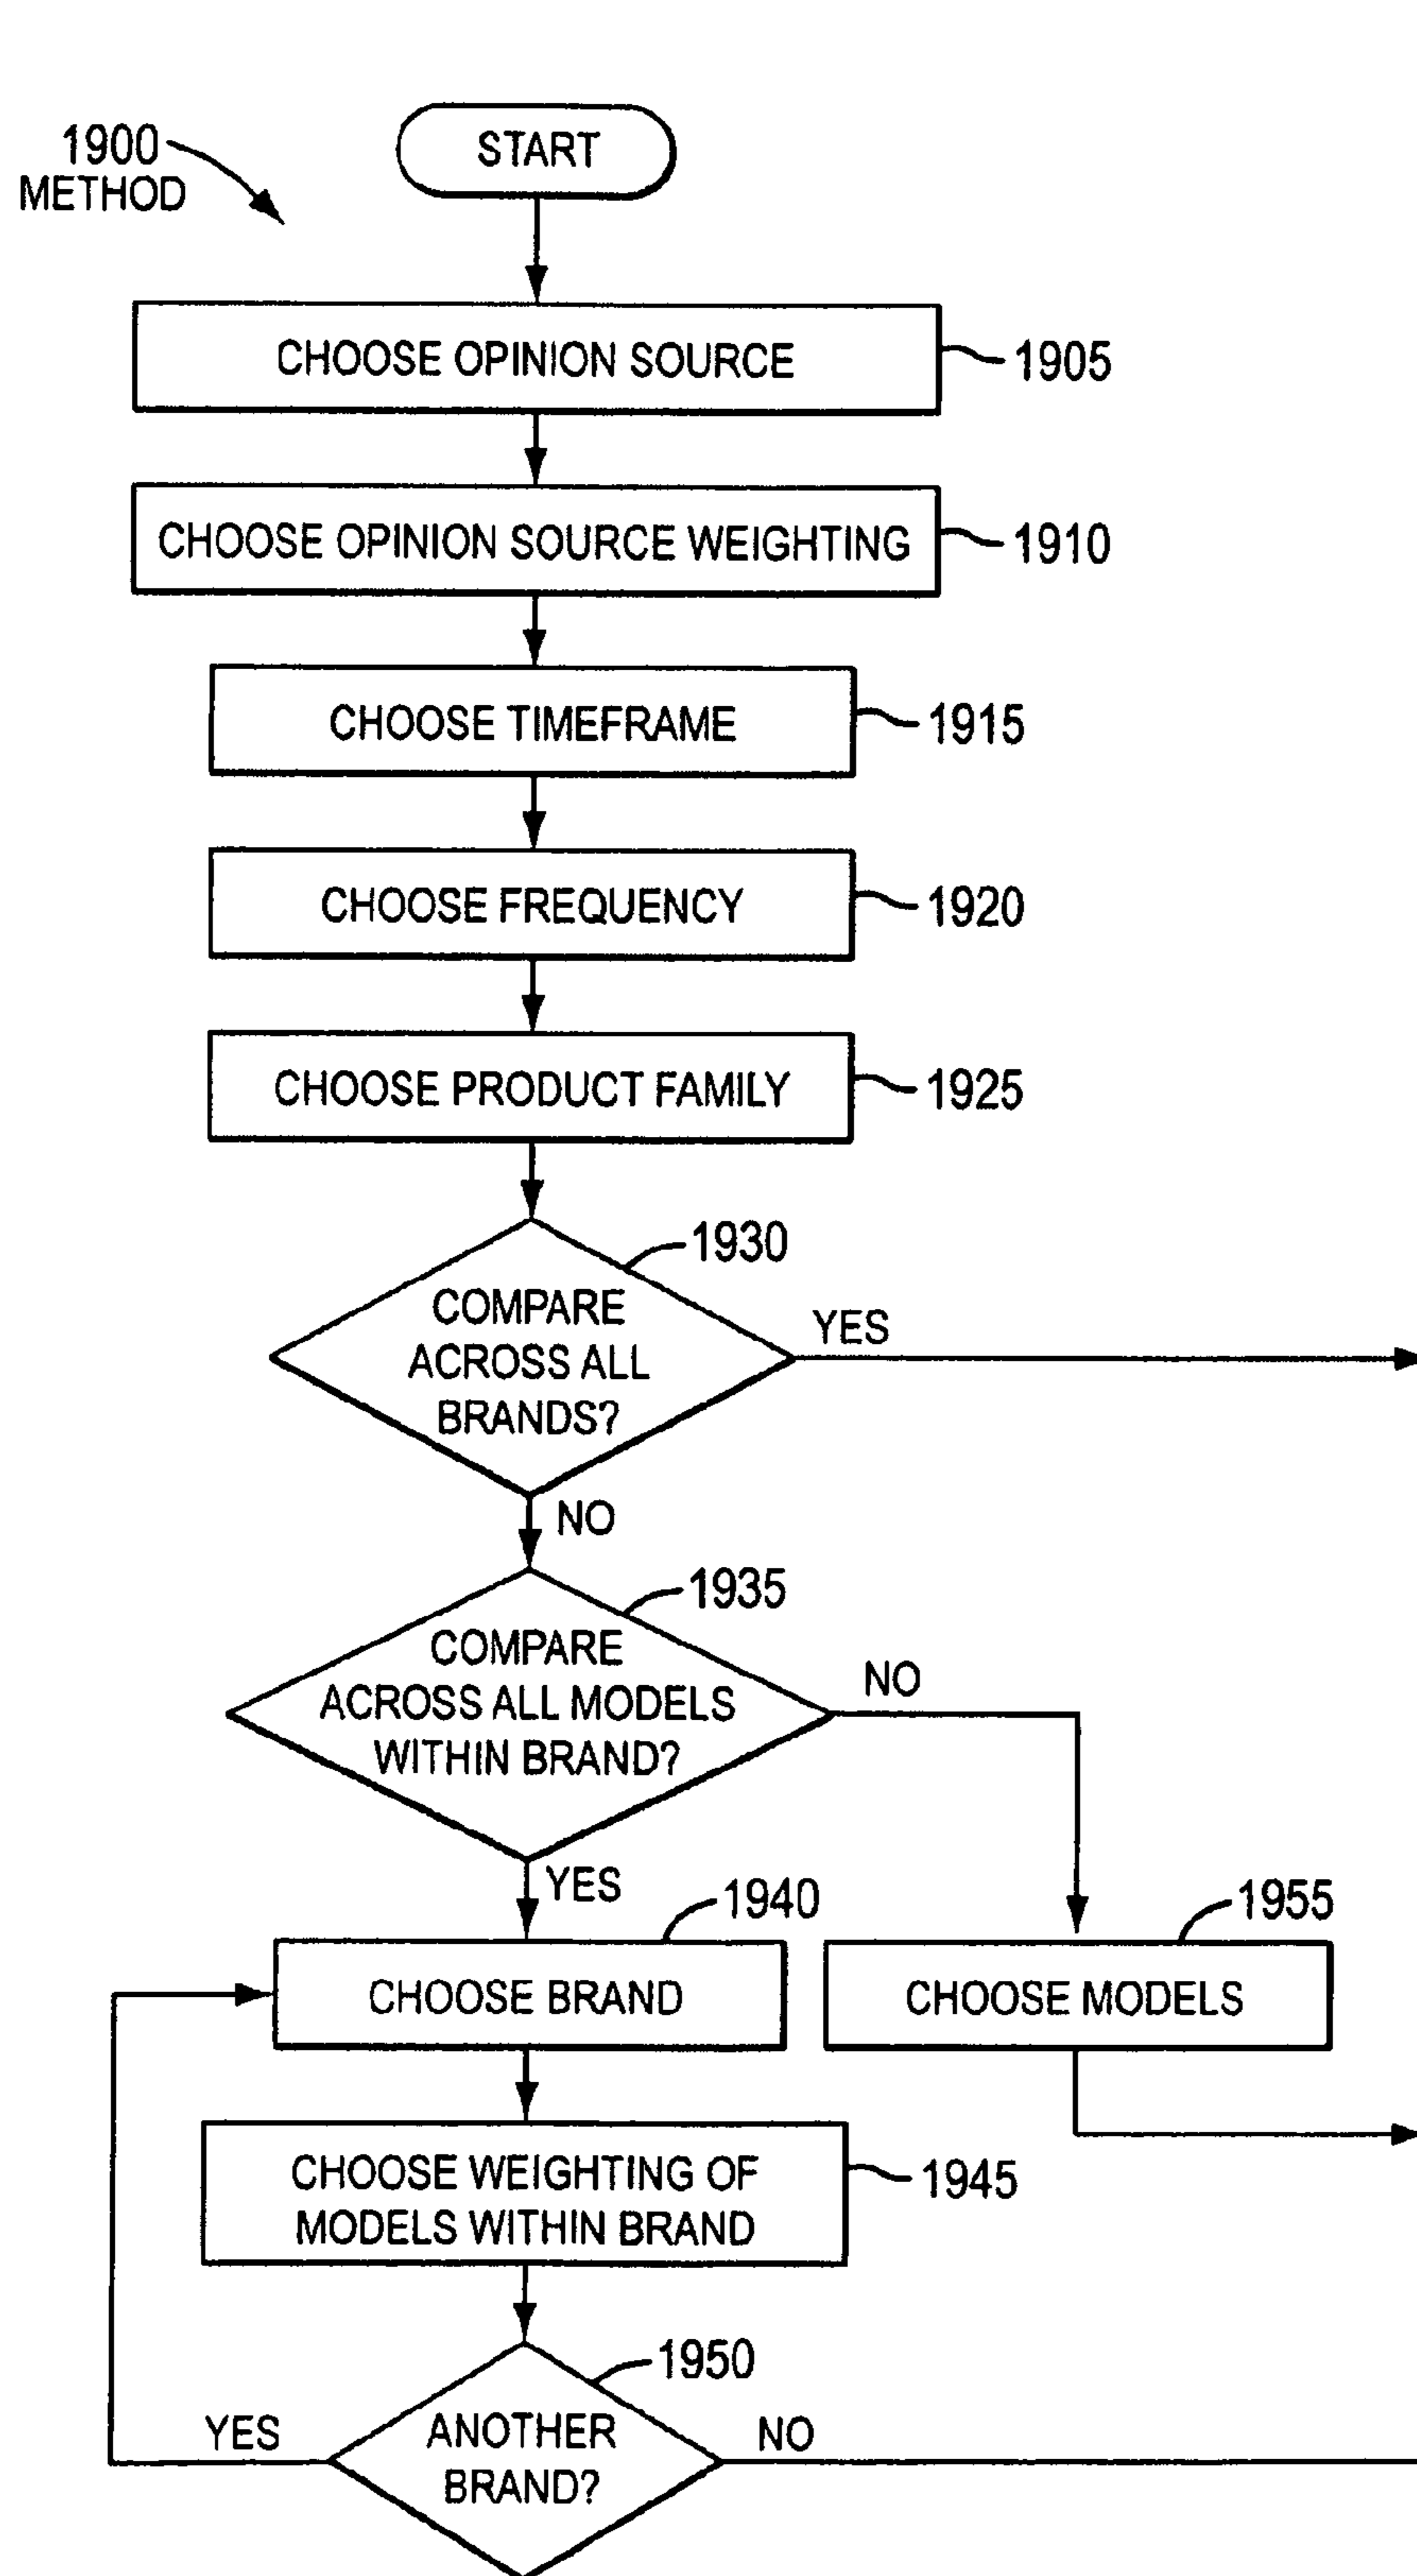 START
1900
METHOD
CHOOSE OPINION SOURCE
1905
CHOOSE OPINION SOURCE WEIGHTING
1910
CHOOSE TIMEFRAME
1915
CHOOSE FREQUENCY
1920
CHOOSE PRODUCT FAMILY
1925
1930
COMPARE
ACROSS ALL
BRANDS?
YES
NO
1935
COMPARE
ACROSS ALL MODELS
WITHIN BRAND?
NO
YES
1940
1955
CHOOSE BRAND
CHOOSE MODELS
CHOOSE WEIGHTING OF
MODELS WITHIN BRAND
1945
1950
ANOTHER
BRAND?
YES
NO